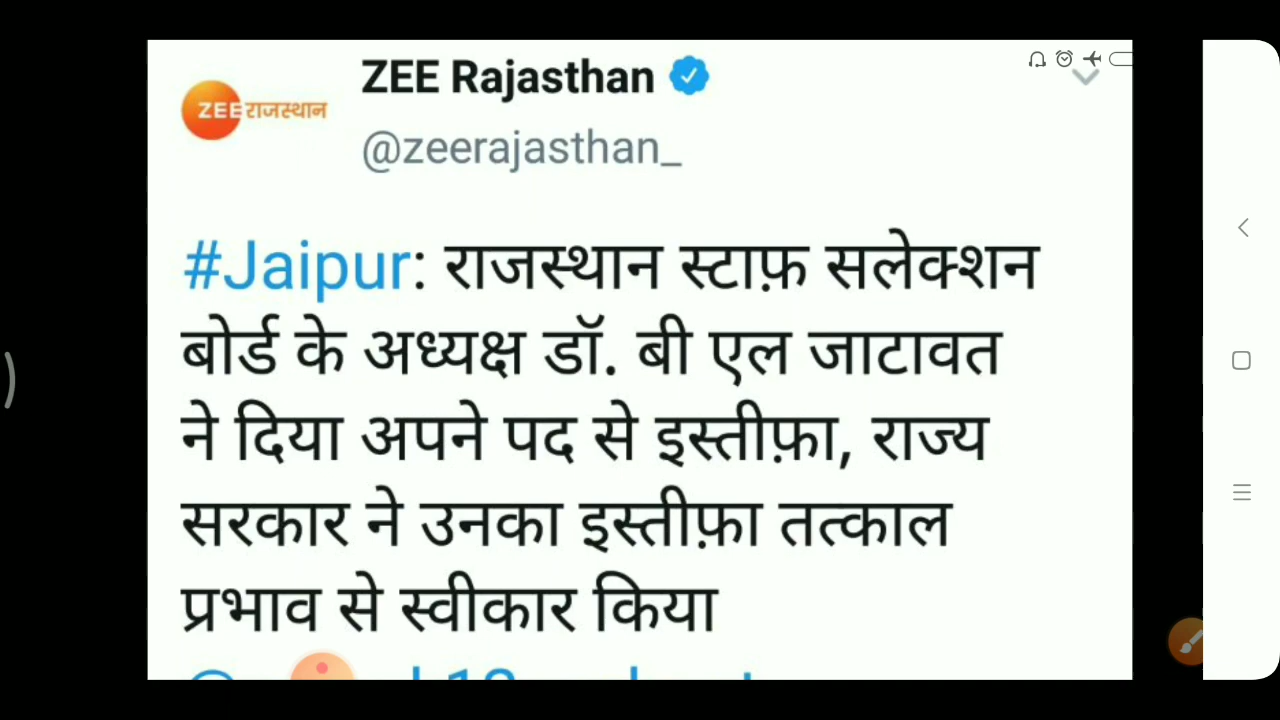 ZEE Rajasthan
ZEE राजस्थान
@zeerajasthan_
#Jaipur: राजस्थान स्टाफ़ सलेक्शन
बोर्ड के अध्यक्ष डॉ. बी एल जाटावत
ने दिया अपने पद से इस्तीफ़ा, राज्य
सरकार ने उनका इस्तीफ़ा तत्काल
प्रभाव से स्वीकार किया